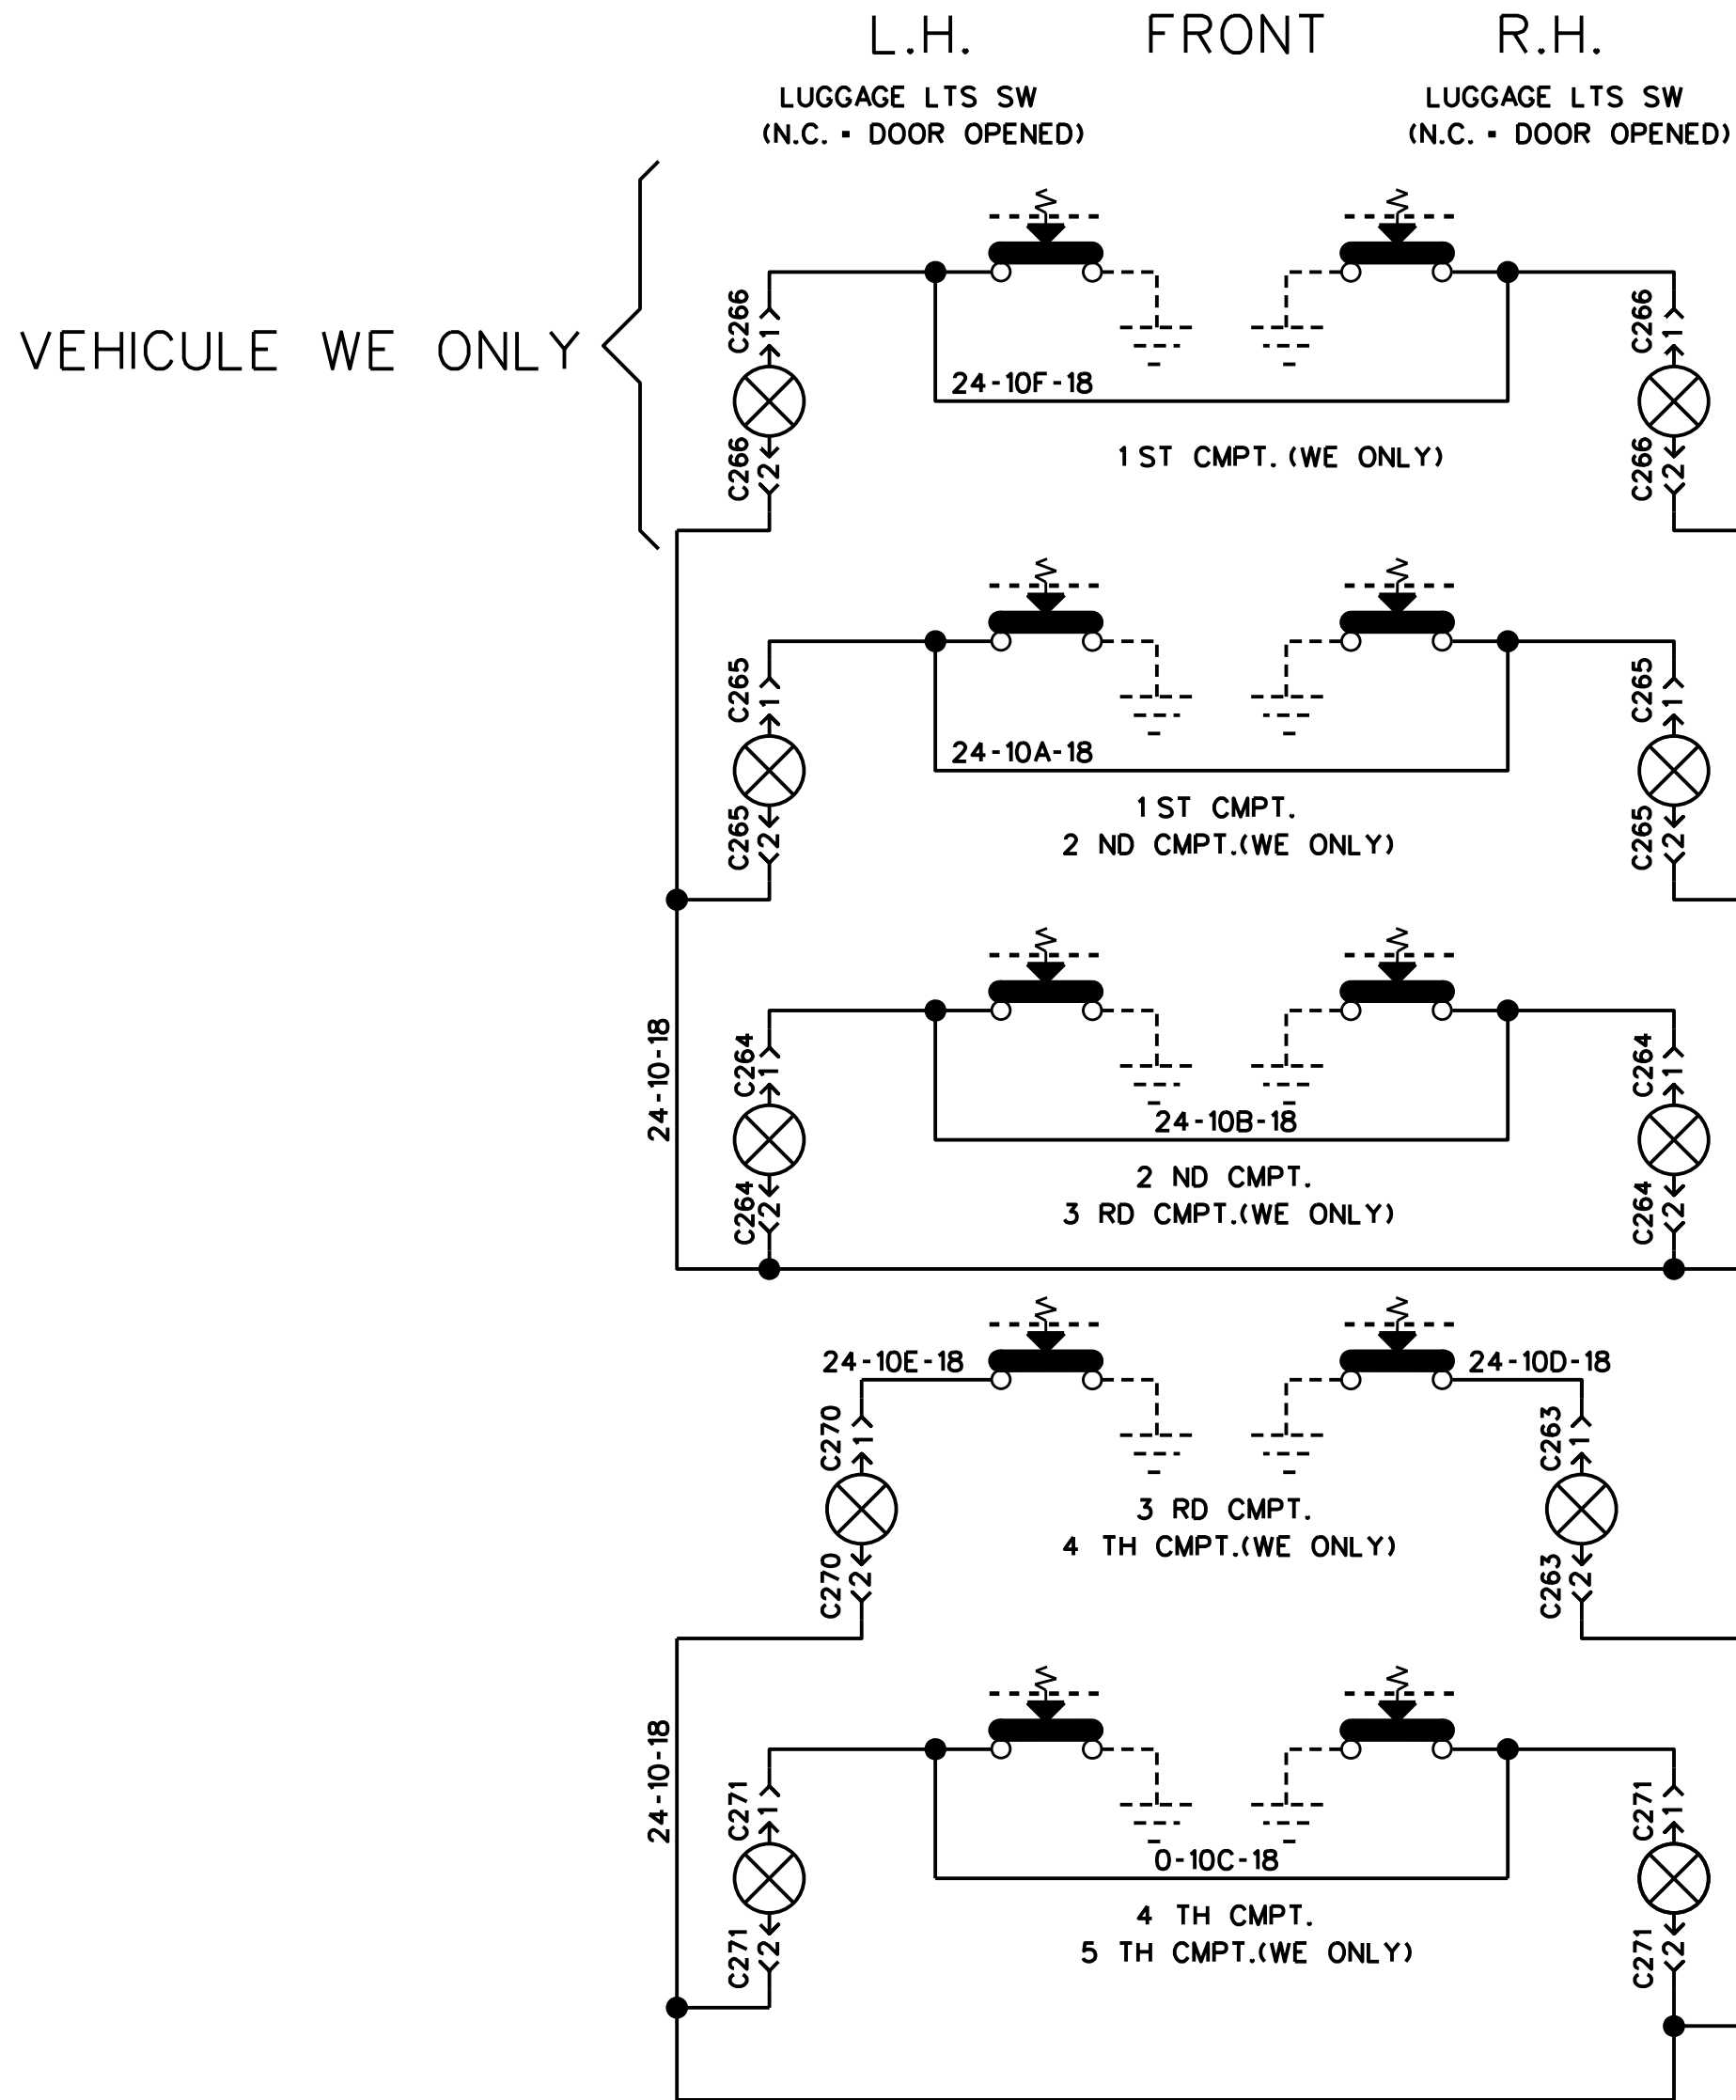 L.H. FRONT R.H.
LUGGAGE LTS SW LUGGAGE LTS SW
(N.C. - DOOR OPENED) (N.C. - DOOR OPENED)
VEHICULE WE ONLY
C266 1 C266 1
24-10F-18
C266 2 C266 2
1 ST CMPT. (WE ONLY)
C265 1 C265 1
24-10A-18
C265 2 C265 2
1 ST CMPT.
2 ND CMPT.(WE ONLY)
24-10-18
C264 1 C264 1
24-10B-18
C264 2 C264 2
2 ND CMPT.
3 RD CMPT.(WE ONLY)
24-10E-18 24-10D-18
C270 1 C263 1
3 RD CMPT.
4 TH CMPT.(WE ONLY)
C270 2 C263 2
24-10-18
C271 1 C271 1
0-10C-18
C271 2 C271 2
4 TH CMPT.
5 TH CMPT.(WE ONLY)